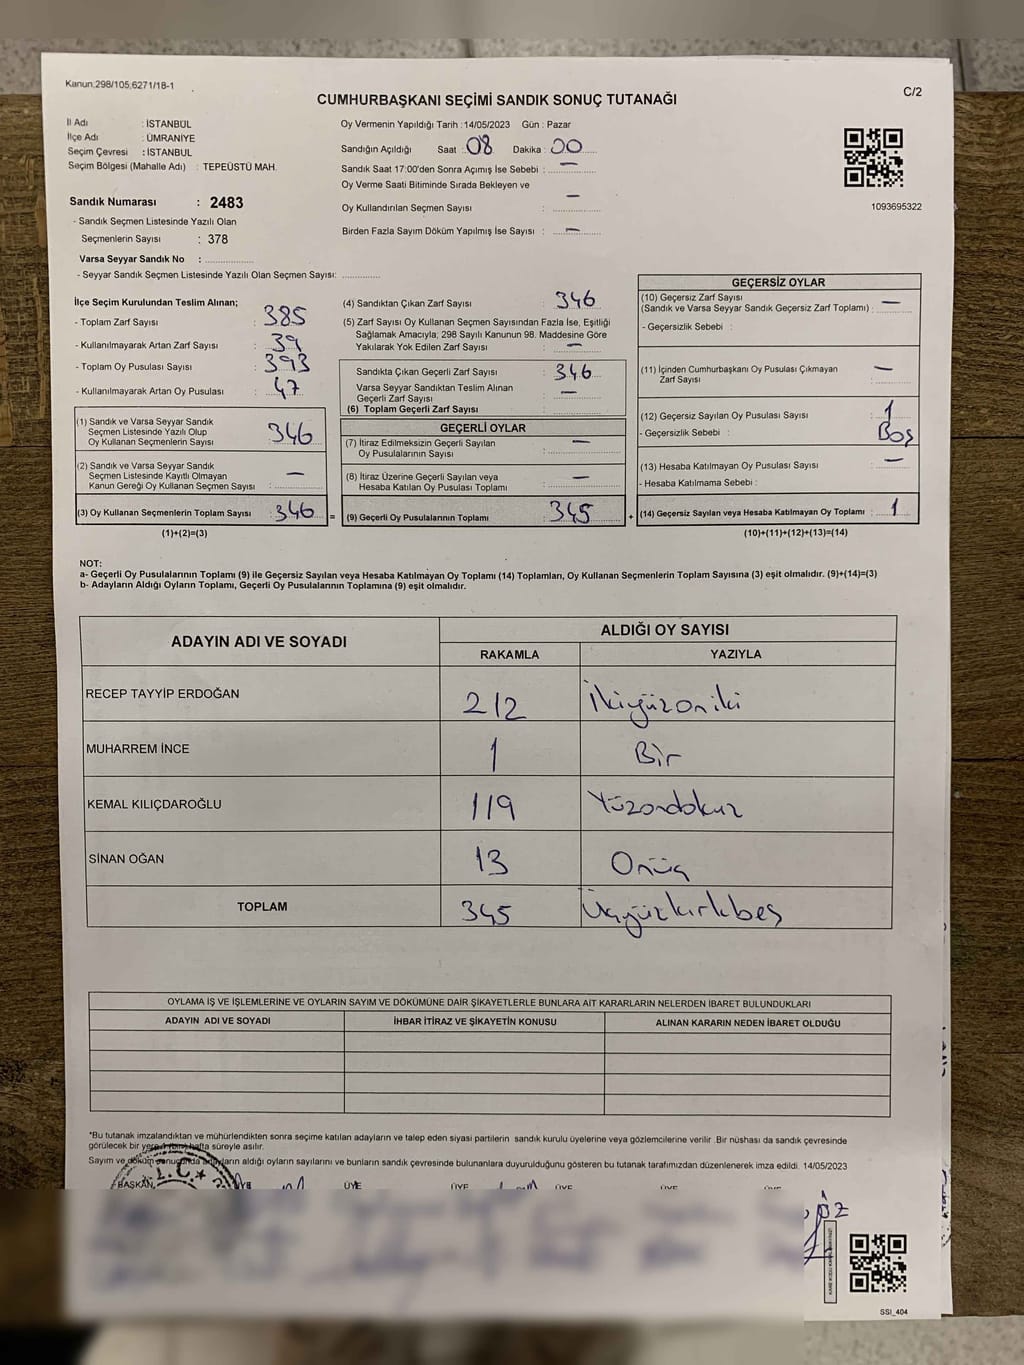 Kanun:298/105,6271/18-1
C/2
CUMHURBAŞKANI SEÇİMİ SANDIK SONUÇ TUTANAĞI
İl Adı : İSTANBUL
İlçe Adı : ÜMRANİYE
Seçim Çevresi : İSTANBUL
Seçim Bölgesi (Mahalle Adı) : TEPEÜSTÜ MAH.
Sandık Numarası : 2483
- Sandık Seçmen Listesinde Yazılı Olan
Seçmenlerin Sayısı : 378
Varsa Seyyar Sandık No :
- Seyyar Sandık Seçmen Listesinde Yazılı Olan Seçmen Sayısı:
Oy Vermenin Yapıldığı Tarih :14/05/2023 Gün : Pazar
Sandığın Açıldığı Saat : 08 Dakika : 00
Sandık Saat 17:00'den Sonra Açımış İse Sebebi : —
Oy Verme Saati Bitiminde Sırada Bekleyen ve
Oy Kullandırılan Seçmen Sayısı : —
Birden Fazla Sayım Döküm Yapılmış İse Sayısı : —
1093695322
İlçe Seçim Kurulundan Teslim Alınan;
- Toplam Zarf Sayısı : 385
- Kullanılmayarak Artan Zarf Sayısı : 39
- Toplam Oy Pusulası Sayısı : 393
- Kullanılmayarak Artan Oy Pusulası : 47
(1) Sandık ve Varsa Seyyar Sandık
Seçmen Listesinde Yazılı Olup
Oy Kullanan Seçmenlerin Sayısı : 346
(2) Sandık ve Varsa Seyyar Sandık
Seçmen Listesinde Kayıtlı Olmayan
Kanun Gereği Oy Kullanan Seçmen Sayısı : —
(3) Oy Kullanan Seçmenlerin Toplam Sayısı : 346 =
(1)+(2)=(3)
(4) Sandıktan Çıkan Zarf Sayısı : 346
(5) Zarf Sayısı Oy Kullanan Seçmen Sayısından Fazla İse, Eşitliği
Sağlamak Amacıyla; 298 Sayılı Kanunun 98. Maddesine Göre
Yakılarak Yok Edilen Zarf Sayısı : —
Sandıkta Çıkan Geçerli Zarf Sayısı : 346
Varsa Seyyar Sandıktan Teslim Alınan
Geçerli Zarf Sayısı : —
(6) Toplam Geçerli Zarf Sayısı :
GEÇERLİ OYLAR
(7) İtiraz Edilmeksizin Geçerli Sayılan
Oy Pusulalarının Sayısı : —
(8) İtiraz Üzerine Geçerli Sayılan veya
Hesaba Katılan Oy Pusulası Toplamı : —
(9) Geçerli Oy Pusulalarının Toplamı : 345 +
GEÇERSİZ OYLAR
(10) Geçersiz Zarf Sayısı
(Sandık ve Varsa Seyyar Sandık Geçersiz Zarf Toplamı) : —
- Geçersizlik Sebebi :
(11) İçinden Cumhurbaşkanı Oy Pusulası Çıkmayan
Zarf Sayısı : —
(12) Geçersiz Sayılan Oy Pusulası Sayısı : 1
- Geçersizlik Sebebi : Boş
(13) Hesaba Katılmayan Oy Pusulası Sayısı : —
- Hesaba Katılmama Sebebi :
(14) Geçersiz Sayılan veya Hesaba Katılmayan Oy Toplamı : 1
(10)+(11)+(12)+(13)=(14)
NOT:
a- Geçerli Oy Pusulalarının Toplamı (9) ile Geçersiz Sayılan veya Hesaba Katılmayan Oy Toplamı (14) Toplamları, Oy Kullanan Seçmenlerin Toplam Sayısına (3) eşit olmalıdır. (9)+(14)=(3)
b- Adayların Aldığı Oyların Toplamı, Geçerli Oy Pusulalarının Toplamına (9) eşit olmalıdır.
ADAYIN ADI VE SOYADI
ALDIĞI OY SAYISI
RAKAMLA YAZIYLA
RECEP TAYYİP ERDOĞAN 212 İkiyüzoniki
MUHARREM İNCE 1 Bir
KEMAL KILIÇDAROĞLU 119 Yüzondokuz
SİNAN OĞAN 13 Onüç
TOPLAM 345 Üçyüzkırkbeş
OYLAMA İŞ VE İŞLEMLERİNE VE OYLARIN SAYIM VE DÖKÜMÜNE DAİR ŞİKAYETLERLE BUNLARA AİT KARARLARIN NELERDEN İBARET BULUNDUKLARI
ADAYIN ADI VE SOYADI İHBAR İTİRAZ VE ŞİKAYETİN KONUSU ALINAN KARARIN NEDEN İBARET OLDUĞU
*Bu tutanak imzalandıktan ve mühürlendikten sonra seçime katılan adayların ve talep eden siyasi partilerin sandık kurulu üyelerine veya gözlemcilerine verilir. Bir nüshası da sandık çevresinde
görülecek bir yere 1 (bir) hafta süreyle asılır.
Sayım ve döküm sonucunda adayların aldığı oyların sayılarını ve bunların sandık çevresinde bulunanlara duyurulduğunu gösteren bu tutanak tarafımızdan düzenlenerek imza edildi. 14/05/2023
BAŞKAN ÜYE ÜYE ÜYE ÜYE ÜYE
T.C.
SSI_404